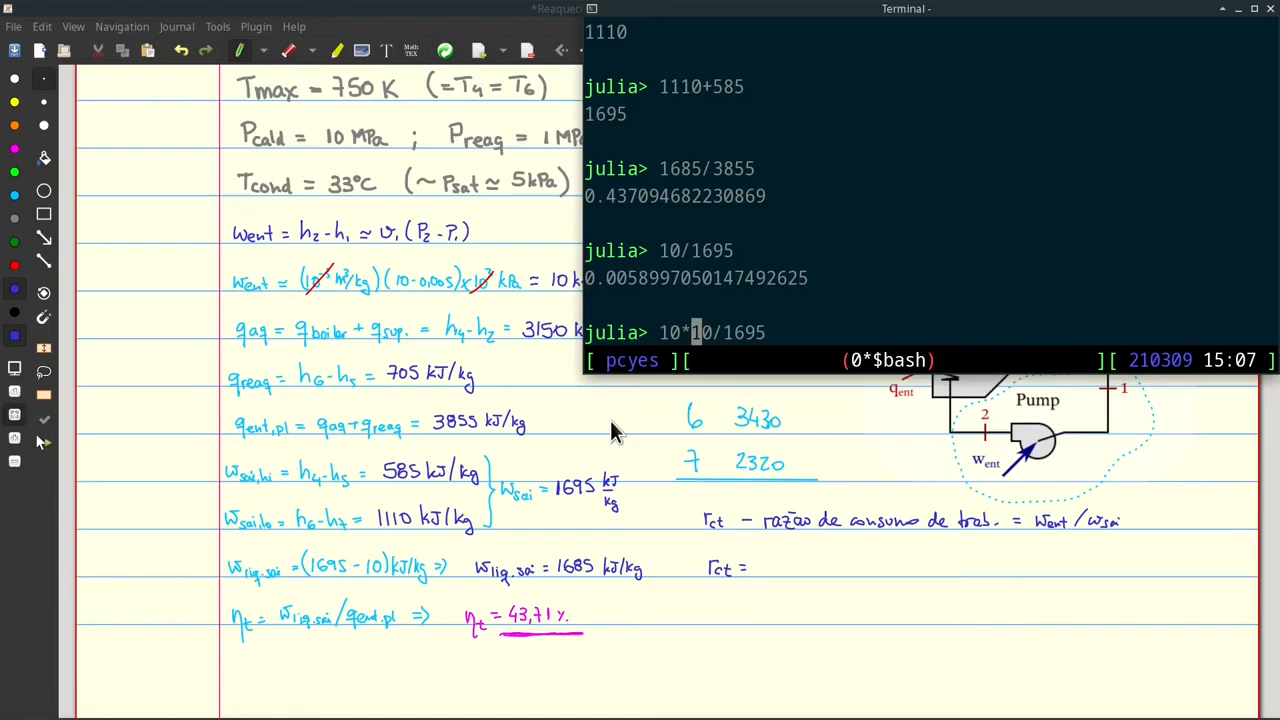 *Reaqueci
File Edit View Navigation Journal Tools Plugin Help
Terminal -
1110
julia> 1110+585
1695
julia> 1685/3855
0.437094682230869
julia> 10/1695
0.0058997050147492625
julia> 10*10/1695
[ pcyes ][ (0*$bash) ][ 210309 15:07 ]
Tmax = 750 K (=T4 = T6)
Pcald = 10 MPa ; Preaq = 1 MPa
Tcond = 33°C (~ Psat ≃ 5kPa)
went = h2-h1 ≃ v1(P2-P1)
went ≃ (10⁻³ m³/kg)(10-0,005)×10³ kPa ≃ 10 k
qaq = qboiler + qsup. = h4-h2 = 3150 k
qreaq = h6-h5 = 705 kJ/kg
qent,pl = qaq+qreaq = 3855 kJ/kg
wsai,hi = h4-h5 = 585 kJ/kg
wsai = 1695 kJ/kg
wsai,lo = h6-h7 = 1110 kJ/kg
wliq.sai = (1695-10)kJ/kg => wliq.sai = 1685 kJ/kg
ηt = wliq.sai/qent.pl => ηt = 43,71%
6 3430
7 2320
rct - razão de consumo de trab. = went/wsai
rct =
qent
Pump
1
2
went